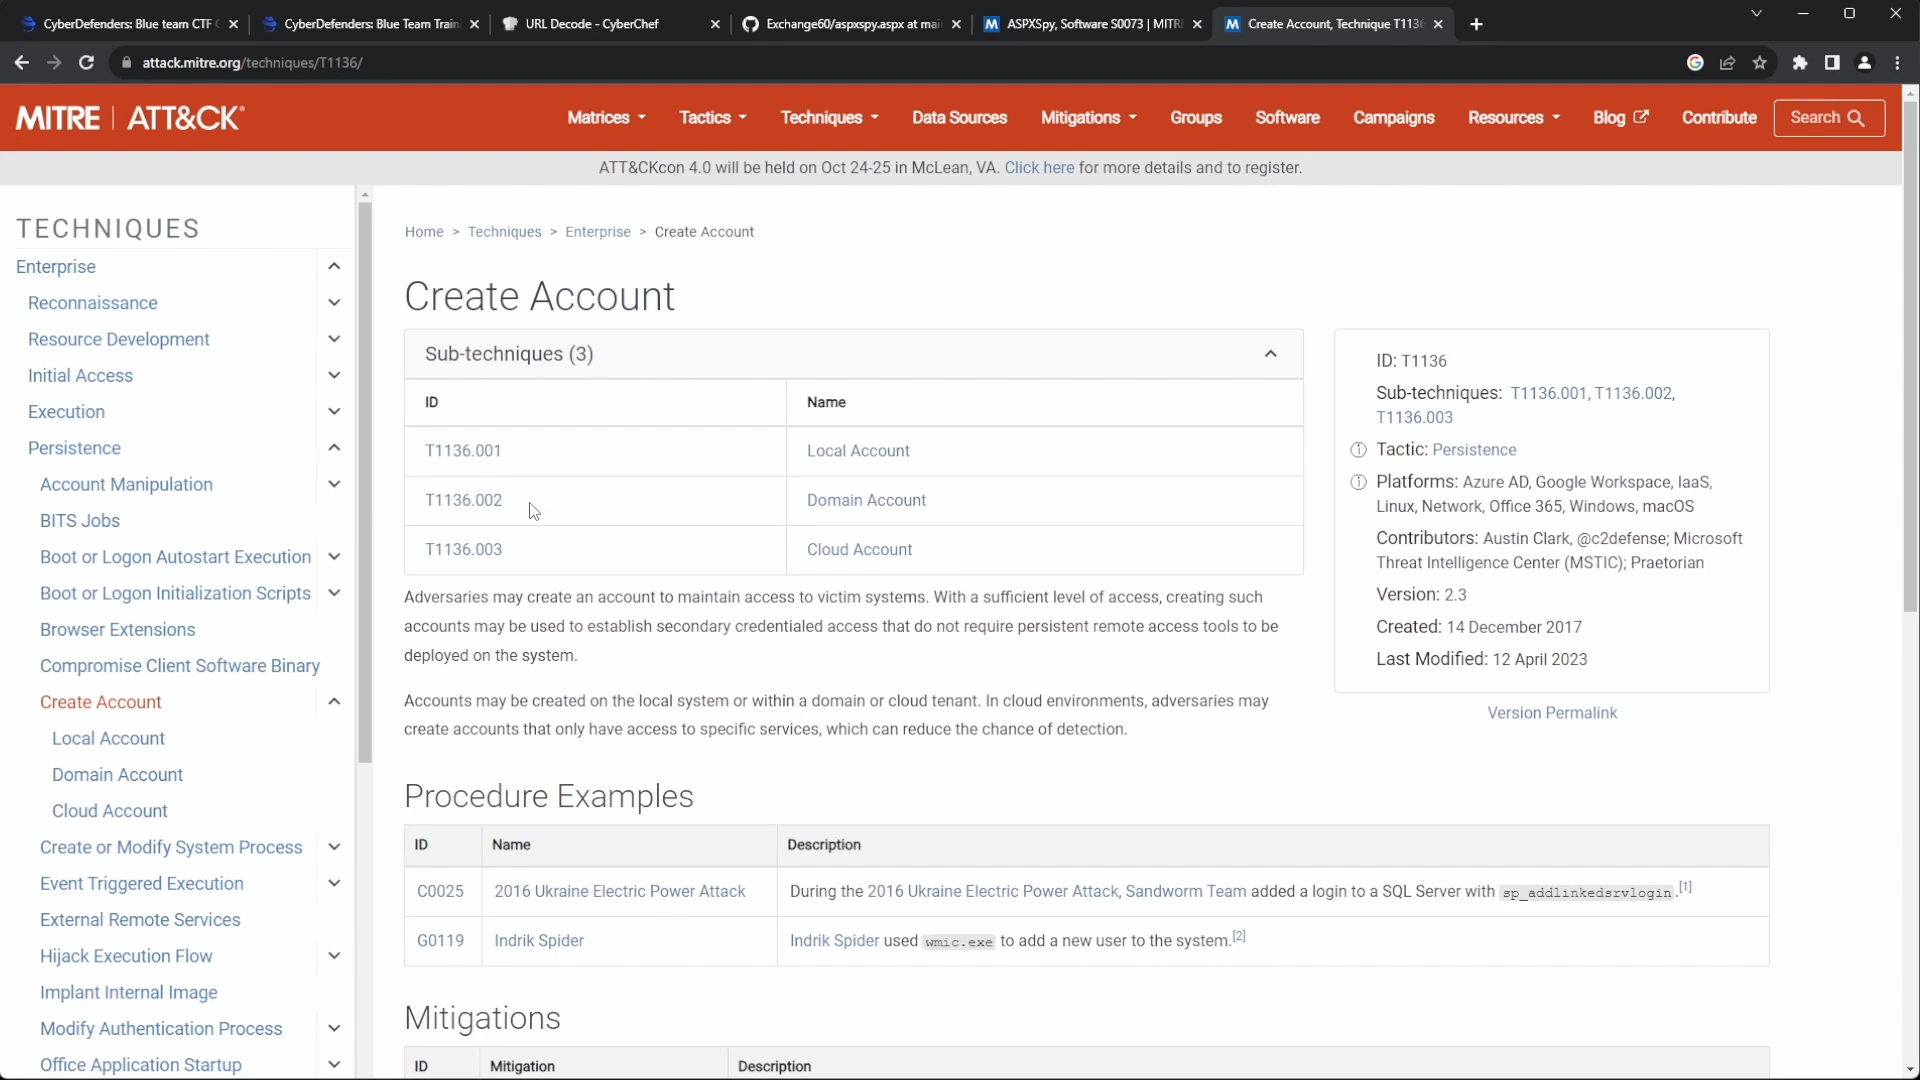 CyberDefenders: Blue team CTF C
CyberDefenders: Blue Team Train
URL Decode - CyberChef
Exchange60/aspxspy.aspx at mai
ASPXSpy, Software S0073 | MITR
Create Account, Technique T1136
attack.mitre.org/techniques/T1136/
MITRE | ATT&CK®
Matrices
Tactics
Techniques
Data Sources
Mitigations
Groups
Software
Campaigns
Resources
Blog
Contribute
Search
ATT&CKcon 4.0 will be held on Oct 24-25 in McLean, VA. Click here for more details and to register.
TECHNIQUES
Enterprise
Reconnaissance
Resource Development
Initial Access
Execution
Persistence
Account Manipulation
BITS Jobs
Boot or Logon Autostart Execution
Boot or Logon Initialization Scripts
Browser Extensions
Compromise Client Software Binary
Create Account
Local Account
Domain Account
Cloud Account
Create or Modify System Process
Event Triggered Execution
External Remote Services
Hijack Execution Flow
Implant Internal Image
Modify Authentication Process
Office Application Startup
Home > Techniques > Enterprise > Create Account
Create Account
Sub-techniques (3)
ID Name
T1136.001 Local Account
T1136.002 Domain Account
T1136.003 Cloud Account
Adversaries may create an account to maintain access to victim systems. With a sufficient level of access, creating such
accounts may be used to establish secondary credentialed access that do not require persistent remote access tools to be
deployed on the system.
Accounts may be created on the local system or within a domain or cloud tenant. In cloud environments, adversaries may
create accounts that only have access to specific services, which can reduce the chance of detection.
ID: T1136
Sub-techniques: T1136.001, T1136.002,
T1136.003
Tactic: Persistence
Platforms: Azure AD, Google Workspace, IaaS,
Linux, Network, Office 365, Windows, macOS
Contributors: Austin Clark, @c2defense; Microsoft
Threat Intelligence Center (MSTIC); Praetorian
Version: 2.3
Created: 14 December 2017
Last Modified: 12 April 2023
Version Permalink
Procedure Examples
ID Name Description
C0025 2016 Ukraine Electric Power Attack During the 2016 Ukraine Electric Power Attack, Sandworm Team added a login to a SQL Server with sp_addlinkedsrvlogin.[1]
G0119 Indrik Spider Indrik Spider used wmic.exe to add a new user to the system.[2]
Mitigations
ID Mitigation Description